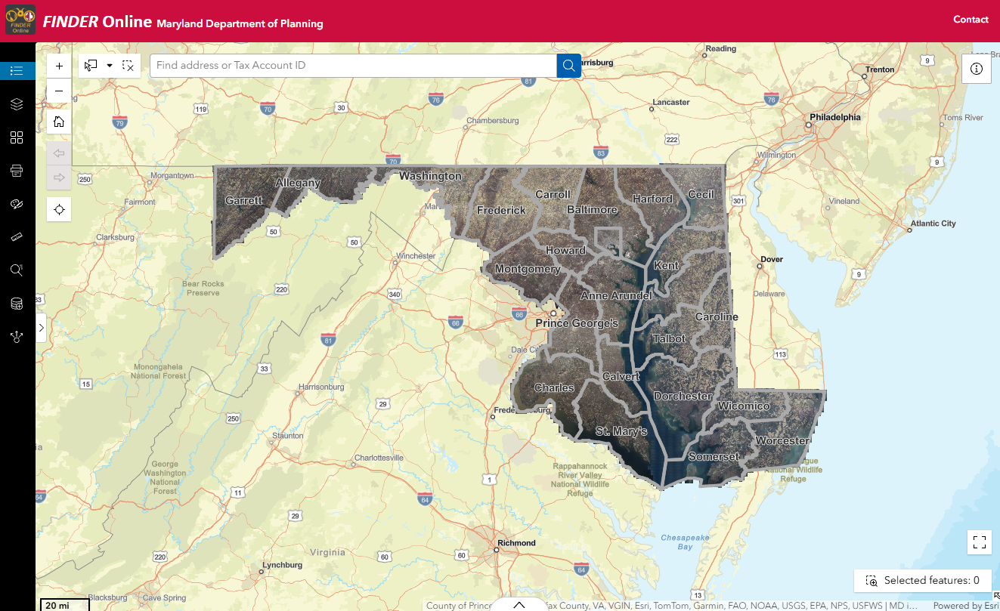 FINDER Online Maryland Department of Planning
Contact
FINDER
Online
Find address or Tax Account ID
Reading
Trenton
Lancaster
Philadelphia
Toms River
Chambersburg
Wilmington
Morgantown
Fairmont
Vineland
Atlantic City
Clarksburg
Winchester
Dover
Delaware
Bear Rocks
Preserve
Allegany
Washington
Garrett
Frederick
Carroll
Baltimore
Harford
Cecil
Howard
Montgomery
Kent
Anne Arundel
Prince George's
Caroline
Talbot
Calvert
Charles
Dorchester
Wicomico
St. Mary's
Worcester
Somerset
Monongahela
National Forest
Harrisonburg
Staunton
Charlottesville
George
Washington
National
Forest
Rappahannock
River Valley
National Wildlife
Refuge
National Wildlife
Refuge
Chesapeake
Bay
Richmond
Virginia
Lynchburg
Blacksburg
Cave Spring
79
119
70
30
76
81
222
83
70
76
9
9
9
250
301
50
50
220
340
66
66
81
33
15
29
250
113
11
29
1
64
64
220
60
60
64
13
Selected features: 0
20 mi
County of Prince
fax County, VA, VGIN, Esri, TomTom, Garmin, FAO, NOAA, USGS, EPA, NPS, USFWS | MD i...
Powered by Esri